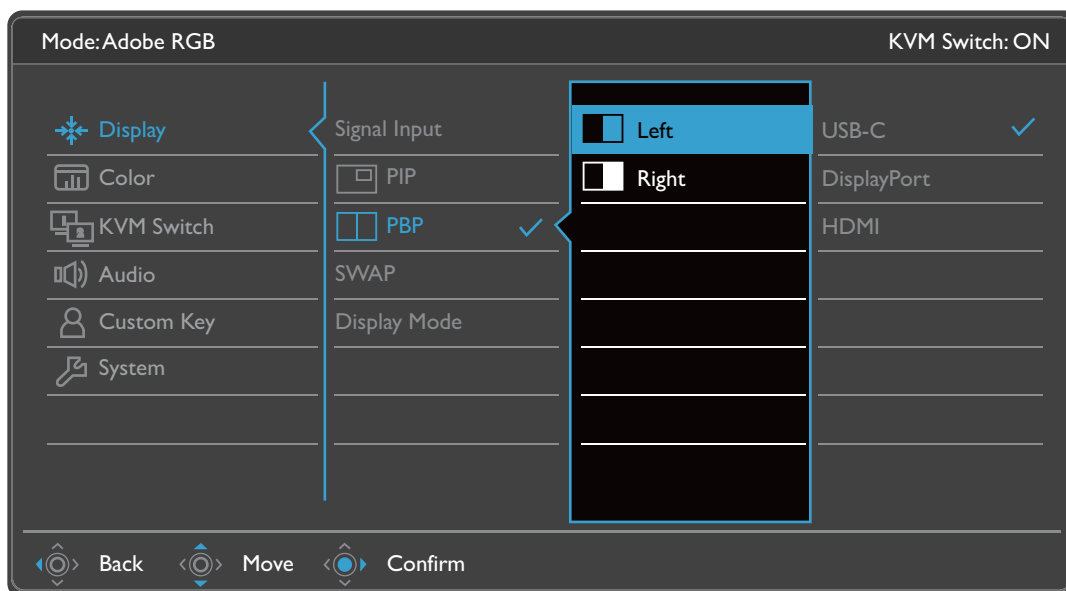 Mode: Adobe RGB
KVM Switch: ON
Display
Color
KVM Switch
Audio
Custom Key
System
Signal Input
PIP
PBP
SWAP
Display Mode
Left
Right
USB-C
DisplayPort
HDMI
Back
Move
Confirm